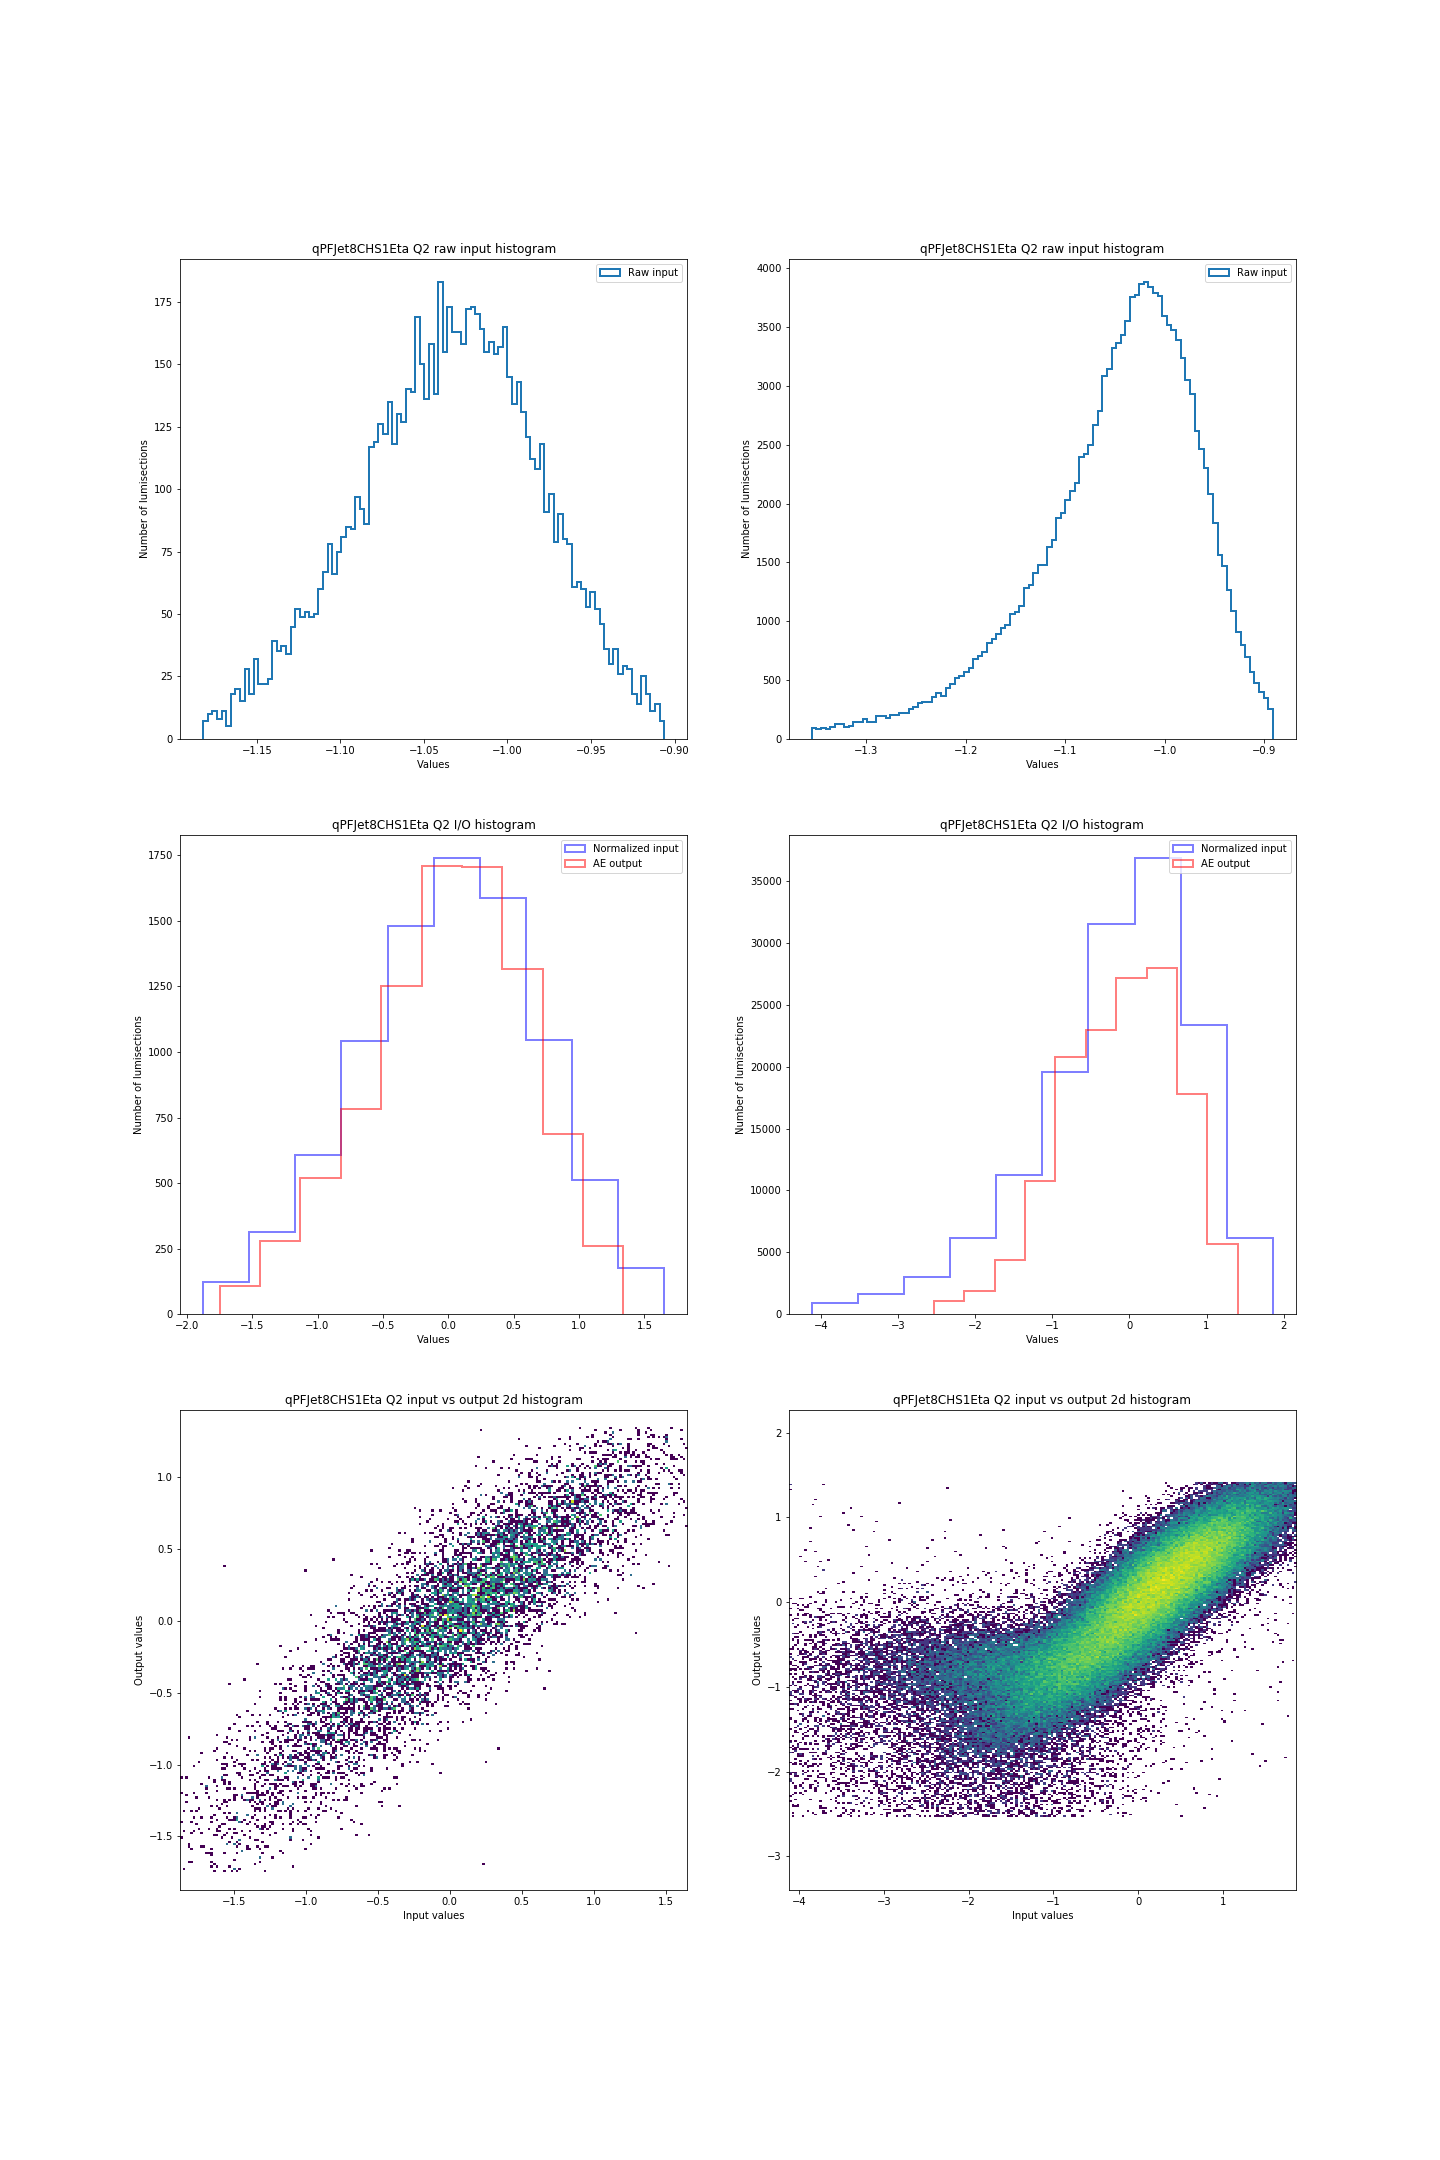 qPFJet8CHS1Eta Q2 raw input histogram
Raw input
175
150
125
100
75
50
25
0
Number of lumisections
−1.15 −1.10 −1.05 −1.00 −0.95 −0.90
Values
qPFJet8CHS1Eta Q2 raw input histogram
Raw input
4000
3500
3000
2500
2000
1500
1000
500
0
Number of lumisections
−1.3 −1.2 −1.1 −1.0 −0.9
Values
qPFJet8CHS1Eta Q2 I/O histogram
Normalized input
AE output
1750
1500
1250
1000
750
500
250
0
Number of lumisections
−2.0 −1.5 −1.0 −0.5 0.0 0.5 1.0 1.5
Values
qPFJet8CHS1Eta Q2 I/O histogram
Normalized input
AE output
35000
30000
25000
20000
15000
10000
5000
0
Number of lumisections
−4 −3 −2 −1 0 1 2
Values
qPFJet8CHS1Eta Q2 input vs output 2d histogram
1.0
0.5
0.0
−0.5
−1.0
−1.5
Output values
−1.5 −1.0 −0.5 0.0 0.5 1.0 1.5
Input values
qPFJet8CHS1Eta Q2 input vs output 2d histogram
2
1
0
−1
−2
−3
Output values
−4 −3 −2 −1 0 1
Input values